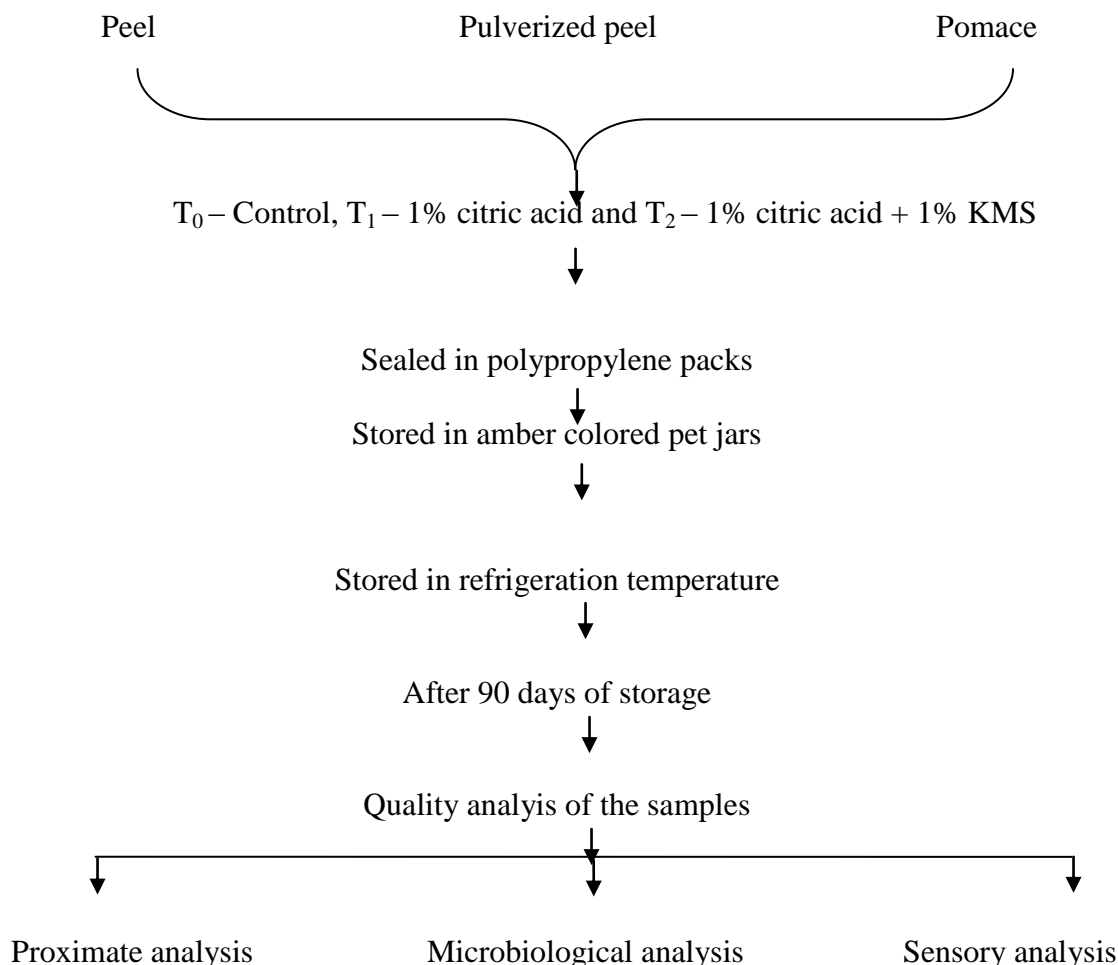 Peel Pulverized peel Pomace
T₀ – Control, T₁ – 1% citric acid and T₂ – 1% citric acid + 1% KMS
Sealed in polypropylene packs
Stored in amber colored pet jars
Stored in refrigeration temperature
After 90 days of storage
Quality analyis of the samples
Proximate analysis Microbiological analysis Sensory analysis